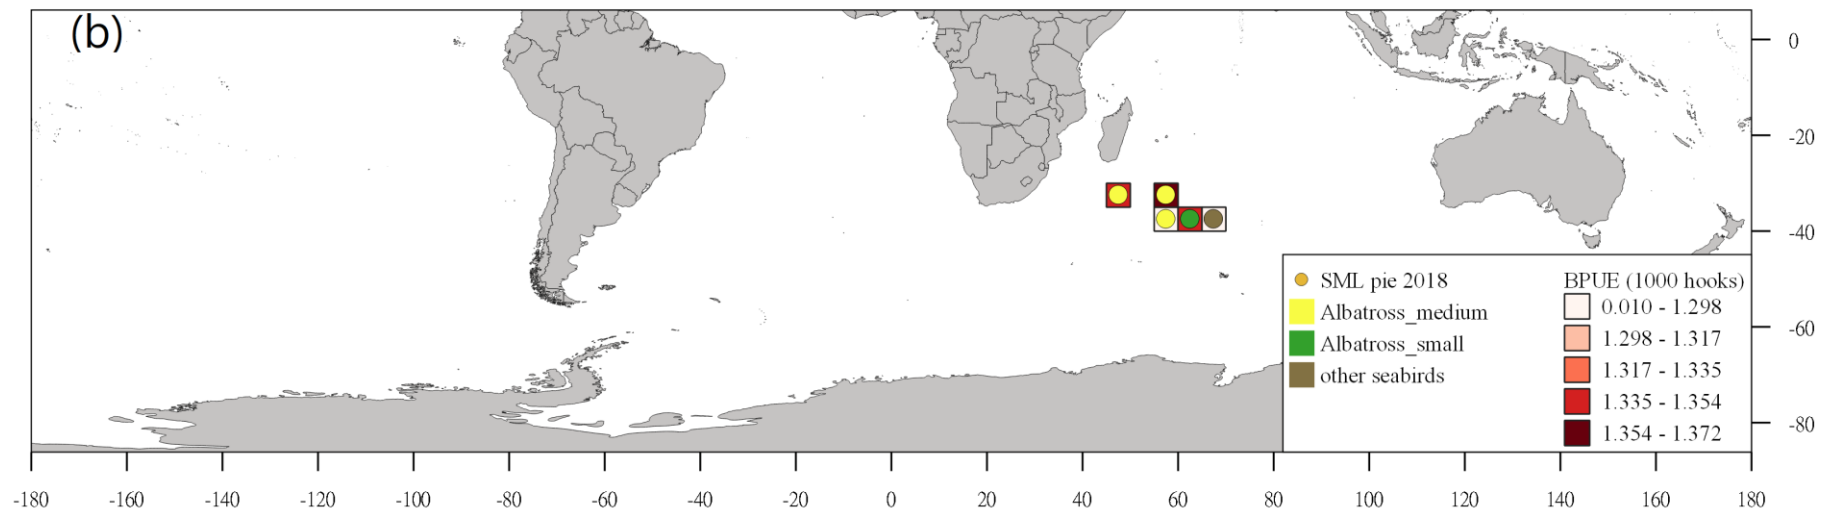 (b)
0
-20
-40
-60
-80
SML pie 2018
Albatross_medium
Albatross_small
other seabirds
BPUE (1000 hooks)
0.010 - 1.298
1.298 - 1.317
1.317 - 1.335
1.335 - 1.354
1.354 - 1.372
-180 -160 -140 -120 -100 -80 -60 -40 -20 0 20 40 60 80 100 120 140 160 180